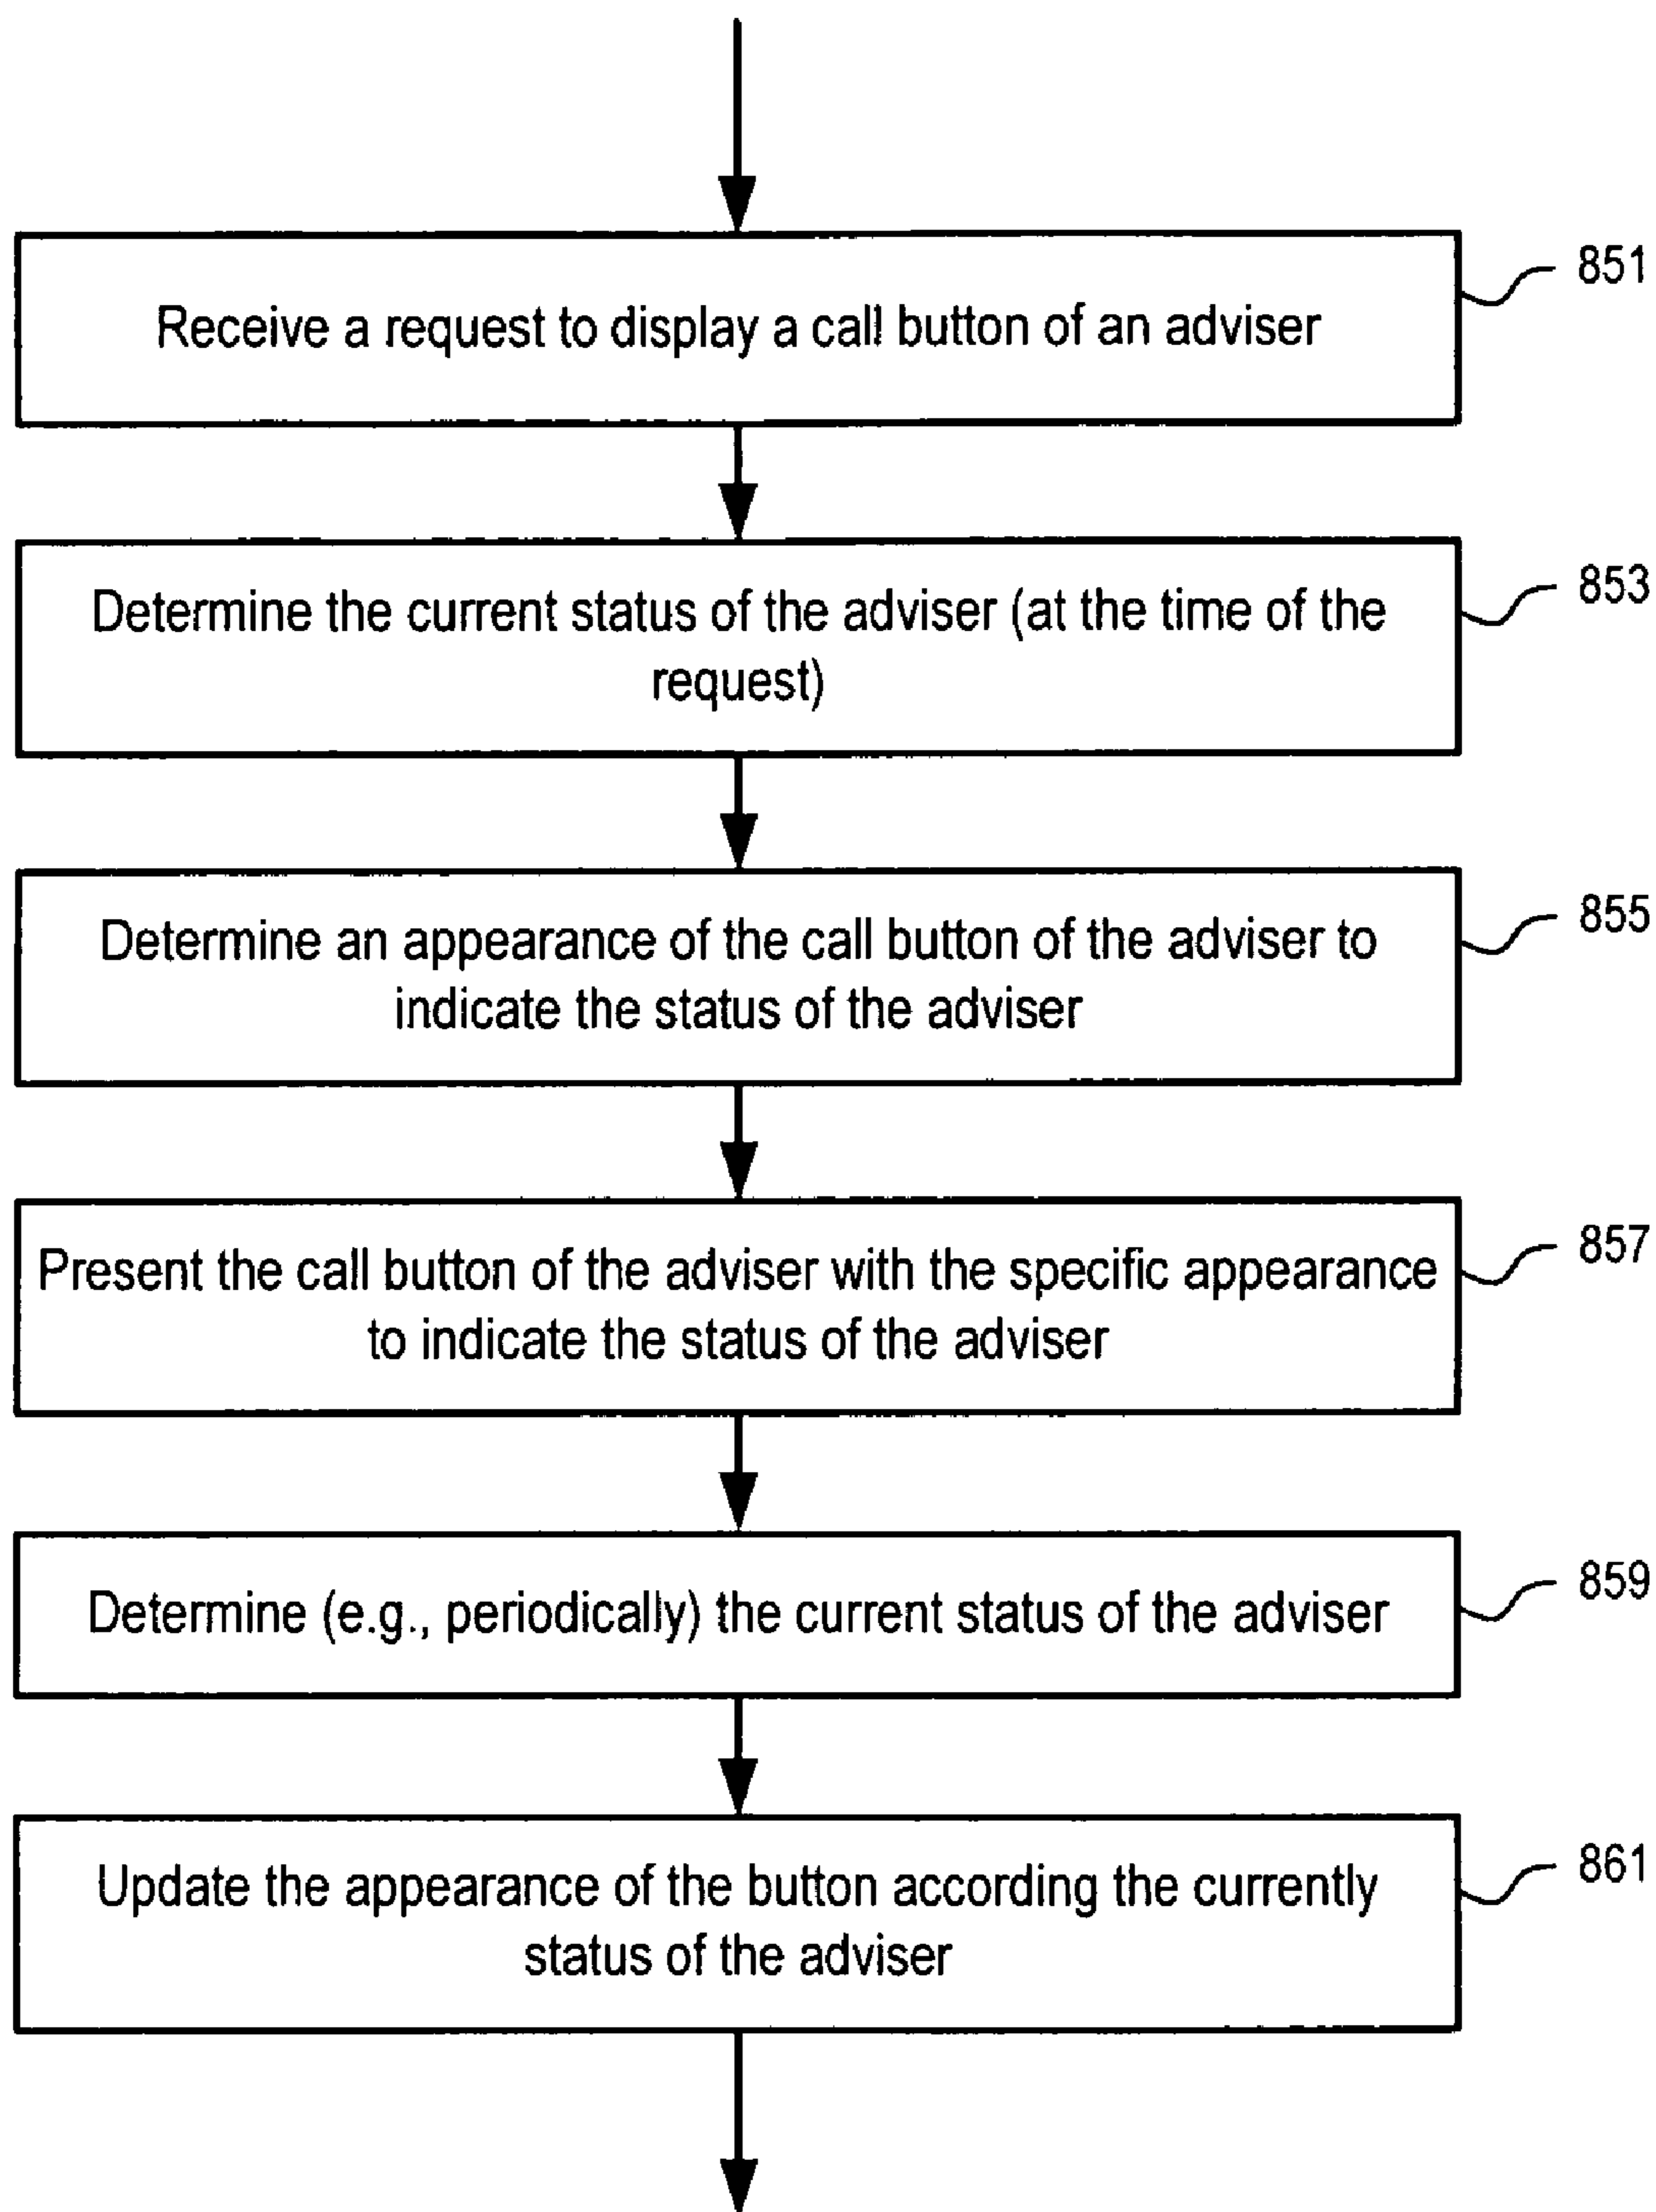 Receive a request to display a call button of an adviser
851
Determine the current status of the adviser (at the time of the
request)
853
Determine an appearance of the call button of the adviser to
indicate the status of the adviser
855
Present the call button of the adviser with the specific appearance
to indicate the status of the adviser
857
Determine (e.g., periodically) the current status of the adviser
859
Update the appearance of the button according the currently
status of the adviser
861